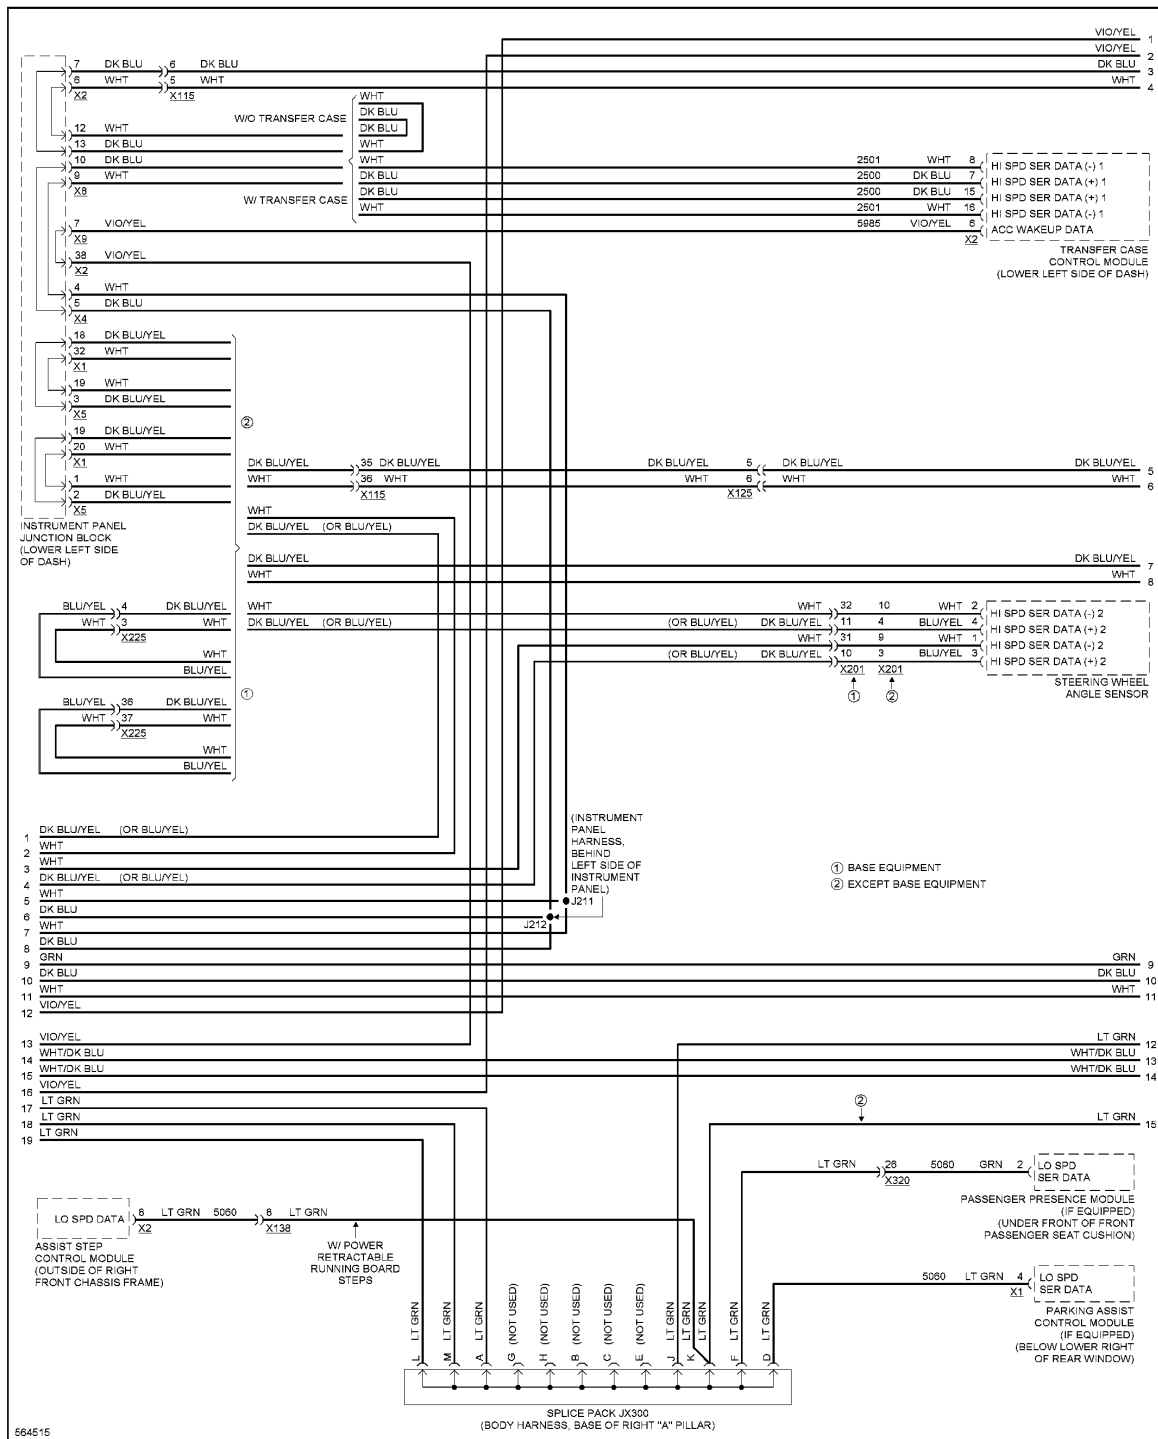 VIO/YEL 1
VIO/YEL 2
7 DK BLU 6 DK BLU DK BLU 3
6 WHT 5 WHT WHT 4
X2 X115
WHT
W/O TRANSFER CASE DK BLU
12 WHT DK BLU
13 DK BLU WHT
10 DK BLU WHT 2501 WHT 8 HI SPD SER DATA (-) 1
9 WHT DK BLU 2500 DK BLU 7 HI SPD SER DATA (+) 1
X8
W/ TRANSFER CASE DK BLU 2500 DK BLU 15 HI SPD SER DATA (+) 1
WHT 2501 WHT 16 HI SPD SER DATA (-) 1
7 VIO/YEL 5985 VIO/YEL 6 ACC WAKEUP DATA
X9 X2
TRANSFER CASE
CONTROL MODULE
(LOWER LEFT SIDE OF DASH)
38 VIO/YEL
X2
4 WHT
5 DK BLU
X4
18 DK BLU/YEL
32 WHT
X1
19 WHT
3 DK BLU/YEL
X5
19 DK BLU/YEL
②
20 WHT
X1
DK BLU/YEL 35 DK BLU/YEL DK BLU/YEL 5 DK BLU/YEL DK BLU/YEL 5
1 WHT WHT 36 WHT WHT 6 WHT WHT 6
2 DK BLU/YEL X115 X125
X5
INSTRUMENT PANEL
JUNCTION BLOCK
(LOWER LEFT SIDE
OF DASH)
WHT
DK BLU/YEL (OR BLU/YEL)
DK BLU/YEL DK BLU/YEL 7
WHT WHT 8
BLU/YEL 4 DK BLU/YEL WHT WHT 32 10 WHT 2 HI SPD SER DATA (-) 2
WHT 3 WHT DK BLU/YEL (OR BLU/YEL) (OR BLU/YEL) DK BLU/YEL 11 4 BLU/YEL 4 HI SPD SER DATA (+) 2
X225 WHT 31 9 WHT 1 HI SPD SER DATA (-) 2
WHT (OR BLU/YEL) DK BLU/YEL 10 3 BLU/YEL 3 HI SPD SER DATA (+) 2
BLU/YEL X201 X201
① ②
STEERING WHEEL
ANGLE SENSOR
①
BLU/YEL 36 DK BLU/YEL
WHT 37 WHT
X225
WHT
BLU/YEL
(INSTRUMENT
PANEL
HARNESS,
BEHIND
LEFT SIDE OF
INSTRUMENT
PANEL)
① BASE EQUIPMENT
② EXCEPT BASE EQUIPMENT
1 DK BLU/YEL (OR BLU/YEL)
2 WHT
3 WHT
4 DK BLU/YEL (OR BLU/YEL)
5 WHT J211
6 DK BLU J212
7 WHT
8 DK BLU
9 GRN GRN 9
10 DK BLU DK BLU 10
11 WHT WHT 11
12 VIO/YEL
13 VIO/YEL LT GRN 12
14 WHT/DK BLU WHT/DK BLU 13
15 WHT/DK BLU WHT/DK BLU 14
16 VIO/YEL
17 LT GRN
②
18 LT GRN LT GRN 15
19 LT GRN
LT GRN 26 5060 GRN 2 LO SPD
SER DATA
X320
PASSENGER PRESENCE MODULE
(IF EQUIPPED)
(UNDER FRONT OF FRONT
PASSENGER SEAT CUSHION)
LO SPD DATA 8 LT GRN 5060 8 LT GRN
X2 X138
ASSIST STEP
CONTROL MODULE
(OUTSIDE OF RIGHT
FRONT CHASSIS FRAME)
W/ POWER
RETRACTABLE
RUNNING BOARD
STEPS
5060 LT GRN 4 LO SPD
SER DATA
X1
PARKING ASSIST
CONTROL MODULE
(IF EQUIPPED)
(BELOW LOWER RIGHT
OF REAR WINDOW)
L LT GRN
M LT GRN
A LT GRN
G (NOT USED)
H (NOT USED)
B (NOT USED)
C (NOT USED)
E (NOT USED)
J LT GRN
K LT GRN
LT GRN
F LT GRN
D LT GRN
SPLICE PACK JX300
(BODY HARNESS, BASE OF RIGHT "A" PILLAR)
564515